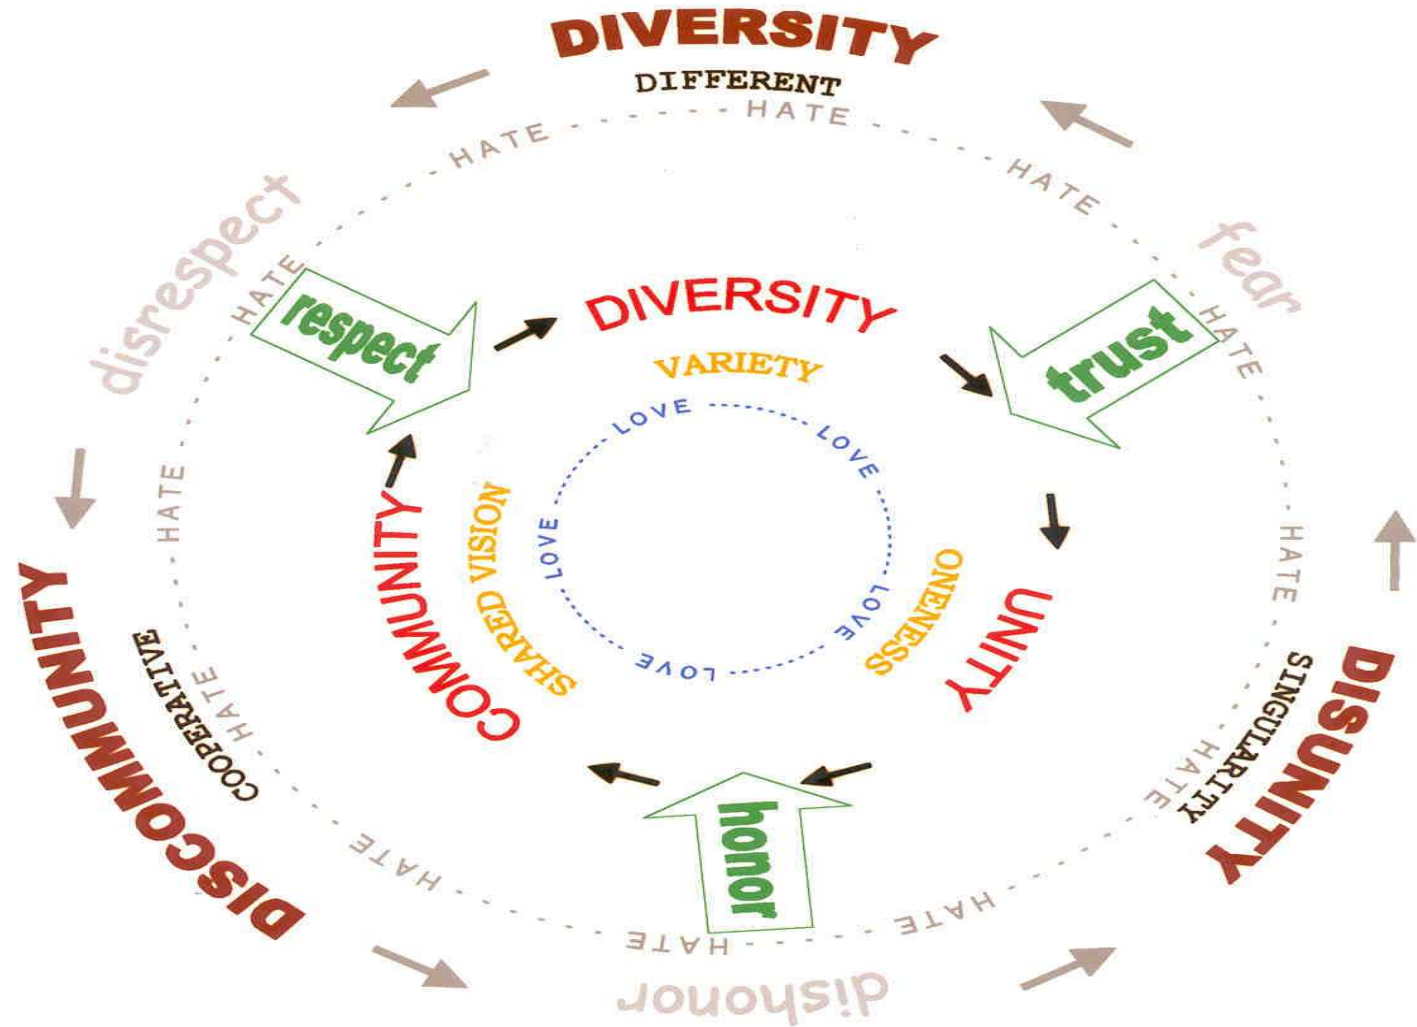 DIVERSITY
DIFFERENT
HATE
HATE
HATE
HATE
HATE
HATE
HATE
HATE
HATE
HATE
HATE
HATE
HATE
disrespect
fear
respect
trust
DIVERSITY
VARIETY
LOVE
LOVE
LOVE
LOVE
LOVE
COMMUNITY
SHARED VISION
ONENESS
UNITY
DISCOMMUNITY
COOPERATIVE
SINGULARITY
DISUNITY
honor
dishonor